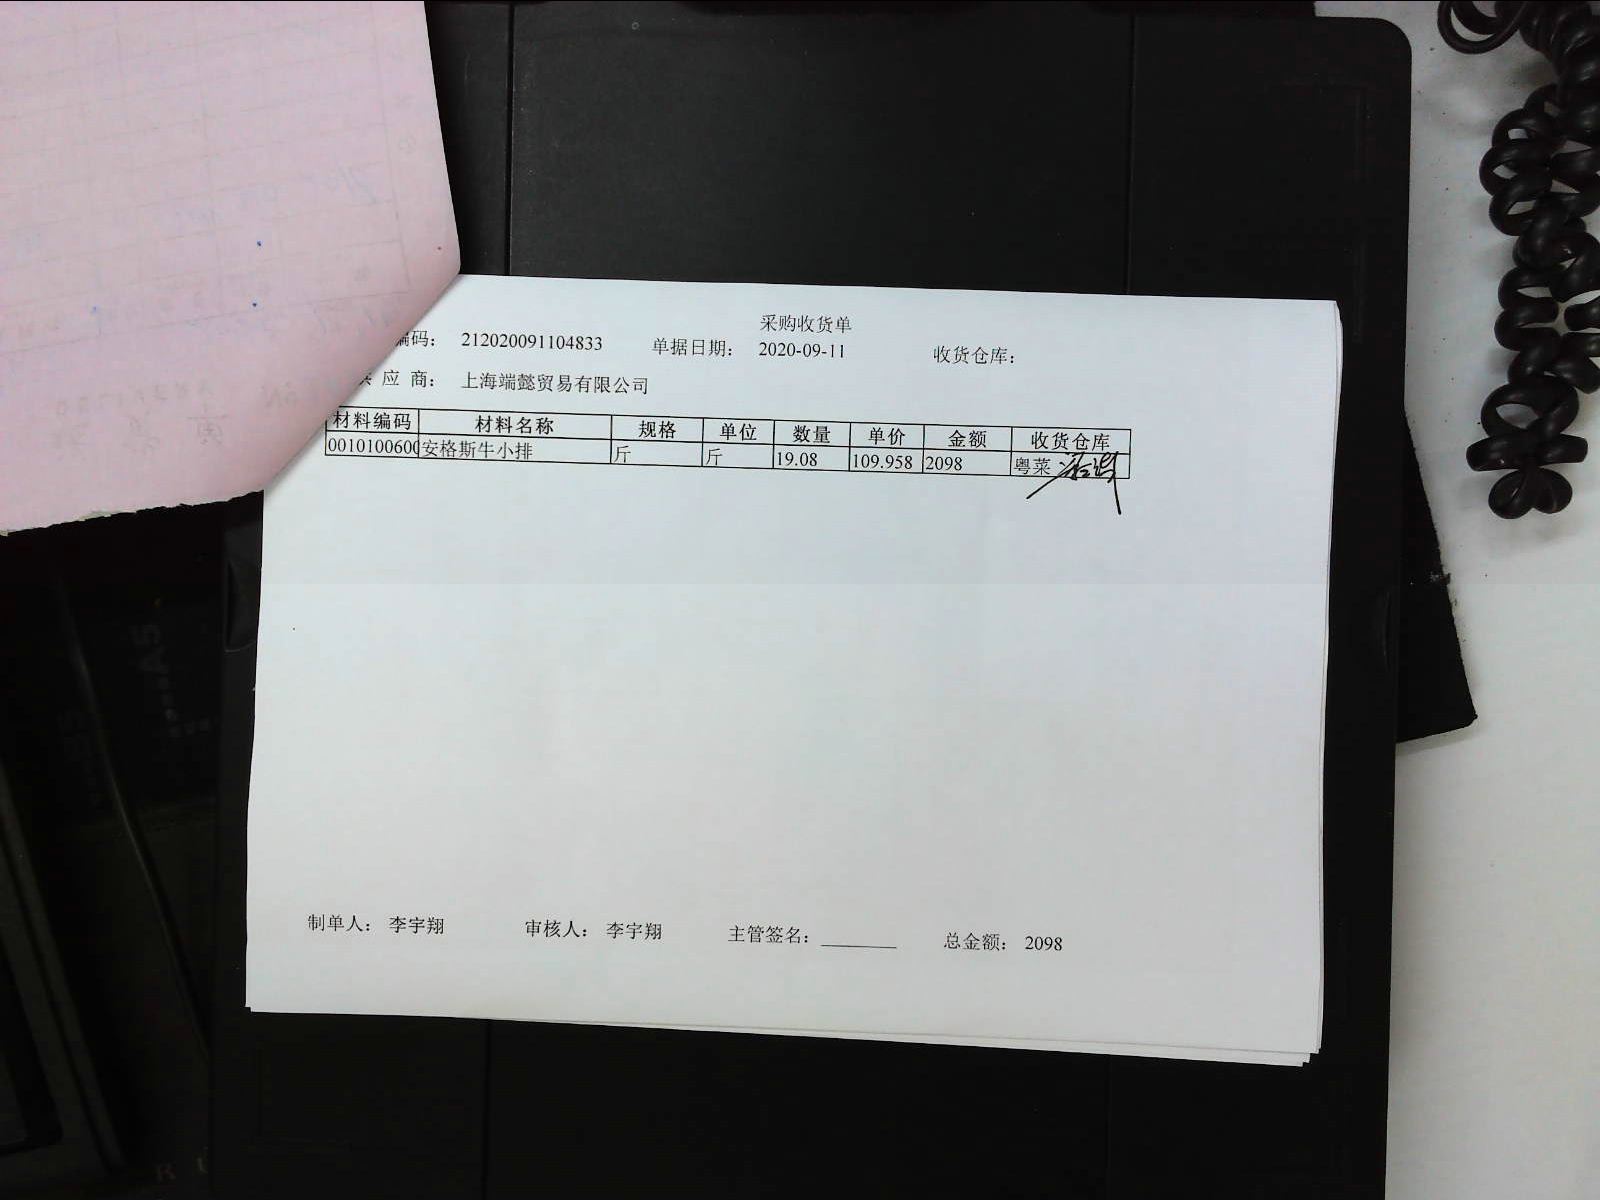 采购收货单
编码： 212020091104833 单据日期： 2020-09-11 收货仓库：
供 应 商： 上海端懿贸易有限公司
材料编码 材料名称 规格 单位 数量 单价 金额 收货仓库
0010100600 安格斯牛小排 斤 斤 19.08 109.958 2098 粤菜
制单人： 李宇翔 审核人： 李宇翔 主管签名： 总金额： 2098